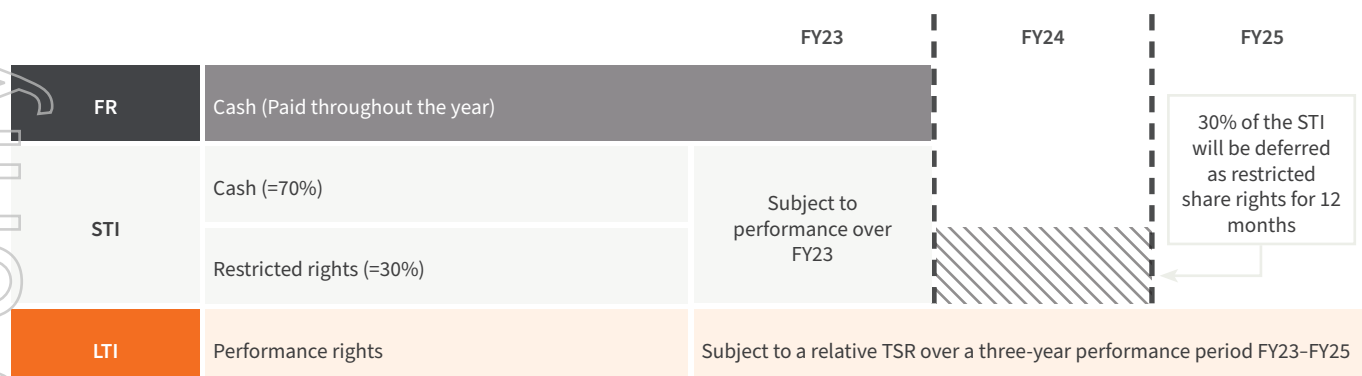 FY23
FY24
FY25
FR
Cash (Paid throughout the year)
30% of the STI
will be deferred
as restricted
share rights for 12
months
STI
Cash (=70%)
Restricted rights (=30%)
Subject to
performance over
FY23
LTI
Performance rights
Subject to a relative TSR over a three-year performance period FY23–FY25